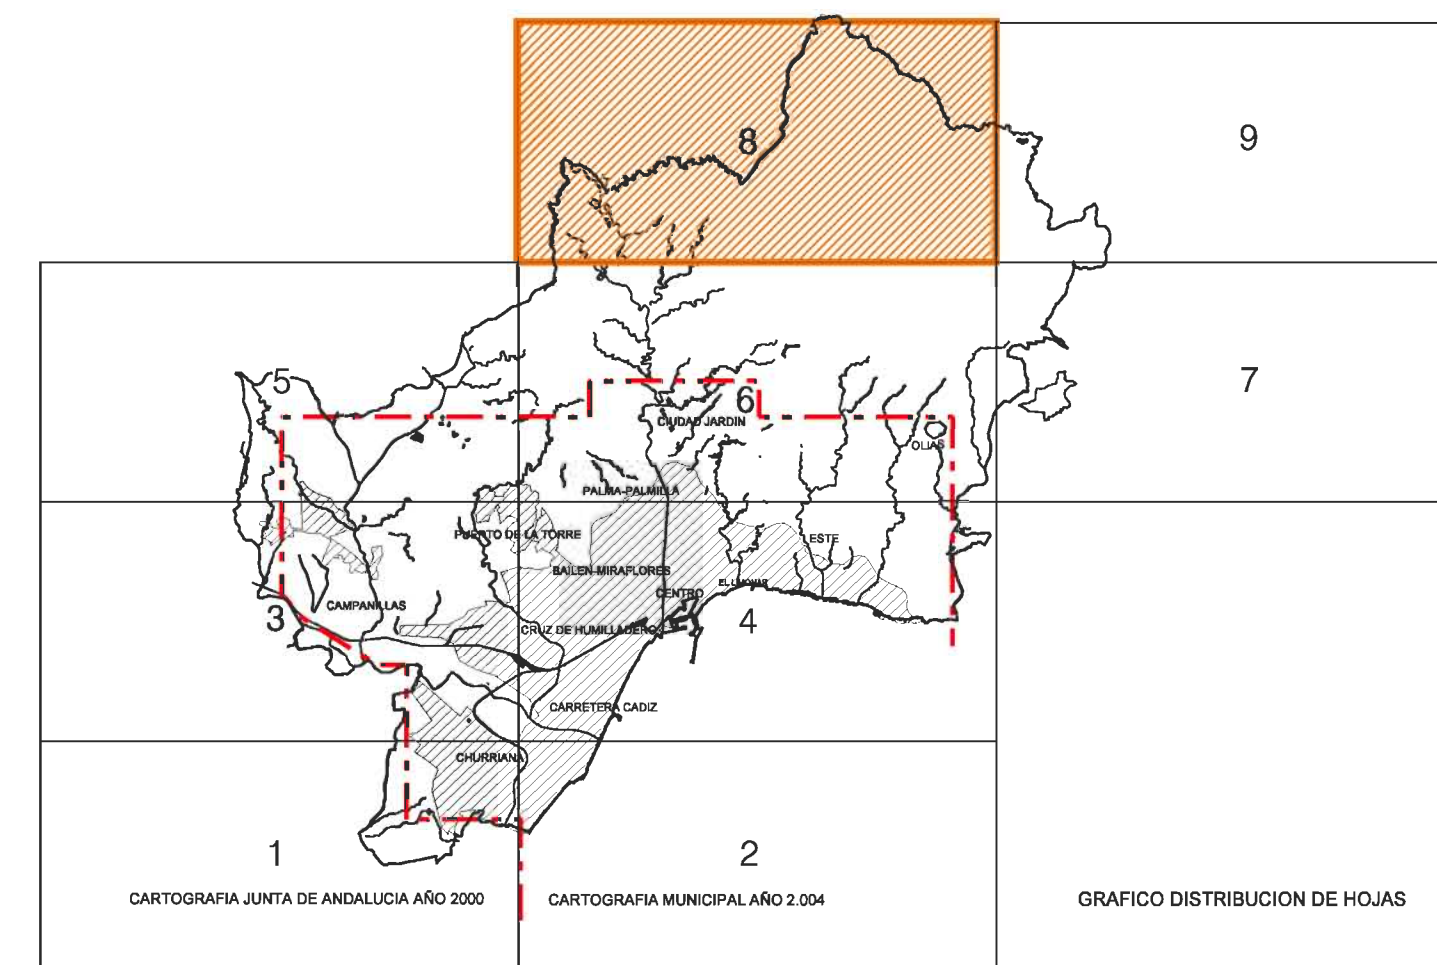 8
9
5
6
7
CIUDAD JARDIN
OLIAS
PALMA-PALMILLA
PUERTO DE LA TORRE
LESTE
BAILEN MIRAFLORES
EL LIMONAR
CENTRO
CAMPANILLAS
3
CRUZ DE HUMILLADERO
4
CARRETERA CADIZ
CHURRIANA
1
2
CARTOGRAFIA JUNTA DE ANDALUCIA AÑO 2000
CARTOGRAFIA MUNICIPAL AÑO 2.004
GRAFICO DISTRIBUCION DE HOJAS